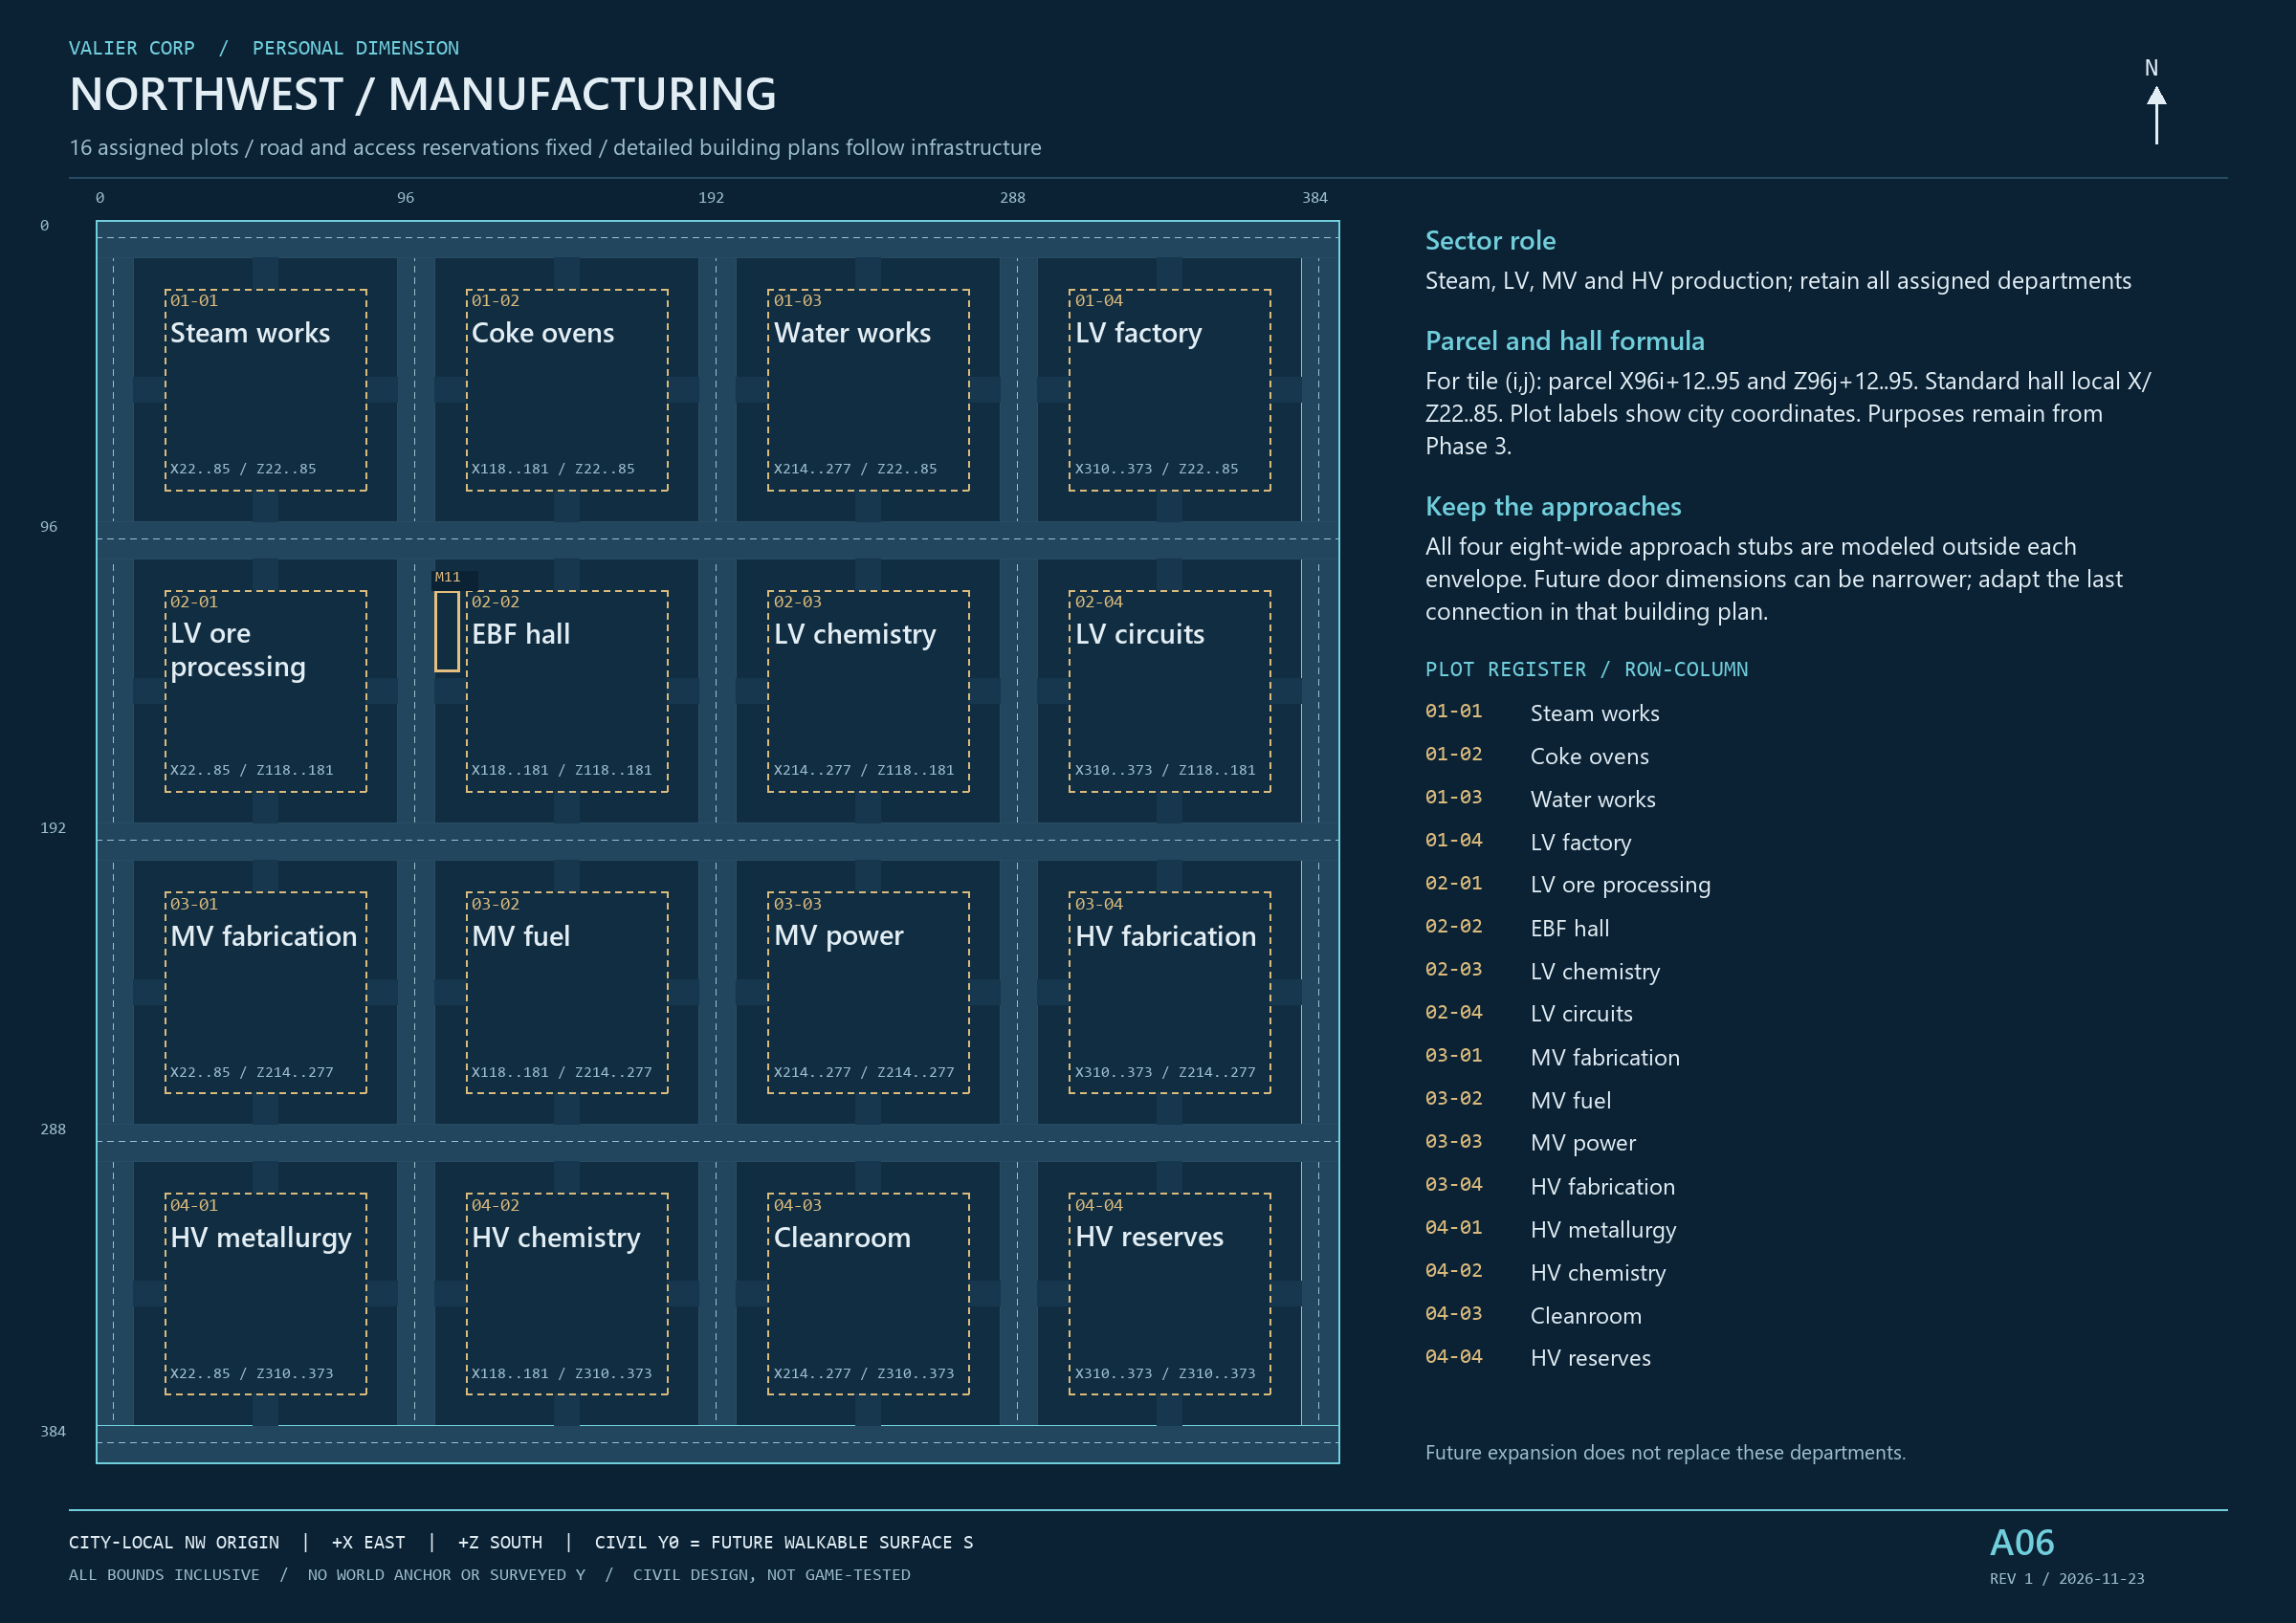 VALIER CORP / PERSONAL DIMENSION
NORTHWEST / MANUFACTURING
16 assigned plots / road and access reservations fixed / detailed building plans follow infrastructure
N
0 96 192 288 384
0
01-01
Steam works
X22..85 / Z22..85
01-02
Coke ovens
X118..181 / Z22..85
01-03
Water works
X214..277 / Z22..85
01-04
LV factory
X310..373 / Z22..85
96
02-01
LV ore
processing
X22..85 / Z118..181
M11
02-02
EBF hall
X118..181 / Z118..181
02-03
LV chemistry
X214..277 / Z118..181
02-04
LV circuits
X310..373 / Z118..181
192
03-01
MV fabrication
X22..85 / Z214..277
03-02
MV fuel
X118..181 / Z214..277
03-03
MV power
X214..277 / Z214..277
03-04
HV fabrication
X310..373 / Z214..277
288
04-01
HV metallurgy
X22..85 / Z310..373
04-02
HV chemistry
X118..181 / Z310..373
04-03
Cleanroom
X214..277 / Z310..373
04-04
HV reserves
X310..373 / Z310..373
384
Sector role
Steam, LV, MV and HV production; retain all assigned departments
Parcel and hall formula
For tile (i,j): parcel X96i+12..95 and Z96j+12..95. Standard hall local X/
Z22..85. Plot labels show city coordinates. Purposes remain from
Phase 3.
Keep the approaches
All four eight-wide approach stubs are modeled outside each
envelope. Future door dimensions can be narrower; adapt the last
connection in that building plan.
PLOT REGISTER / ROW-COLUMN
01-01 Steam works
01-02 Coke ovens
01-03 Water works
01-04 LV factory
02-01 LV ore processing
02-02 EBF hall
02-03 LV chemistry
02-04 LV circuits
03-01 MV fabrication
03-02 MV fuel
03-03 MV power
03-04 HV fabrication
04-01 HV metallurgy
04-02 HV chemistry
04-03 Cleanroom
04-04 HV reserves
Future expansion does not replace these departments.
CITY-LOCAL NW ORIGIN | +X EAST | +Z SOUTH | CIVIL Y0 = FUTURE WALKABLE SURFACE S
ALL BOUNDS INCLUSIVE / NO WORLD ANCHOR OR SURVEYED Y / CIVIL DESIGN, NOT GAME-TESTED
A06
REV 1 / 2026-11-23